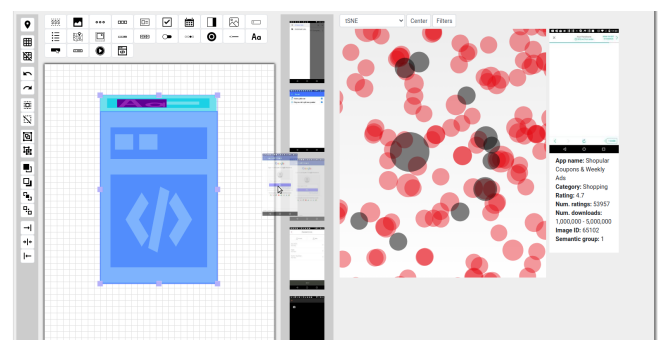 tSNE
Center
Filters
Aa
Aa
App name: Shopular
Coupons & Weekly
Ads
Category: Shopping
Rating: 4.7
Num. ratings: 53957
Num. downloads:
1,000,000 - 5,000,000
Image ID: 65102
Semantic group: 1